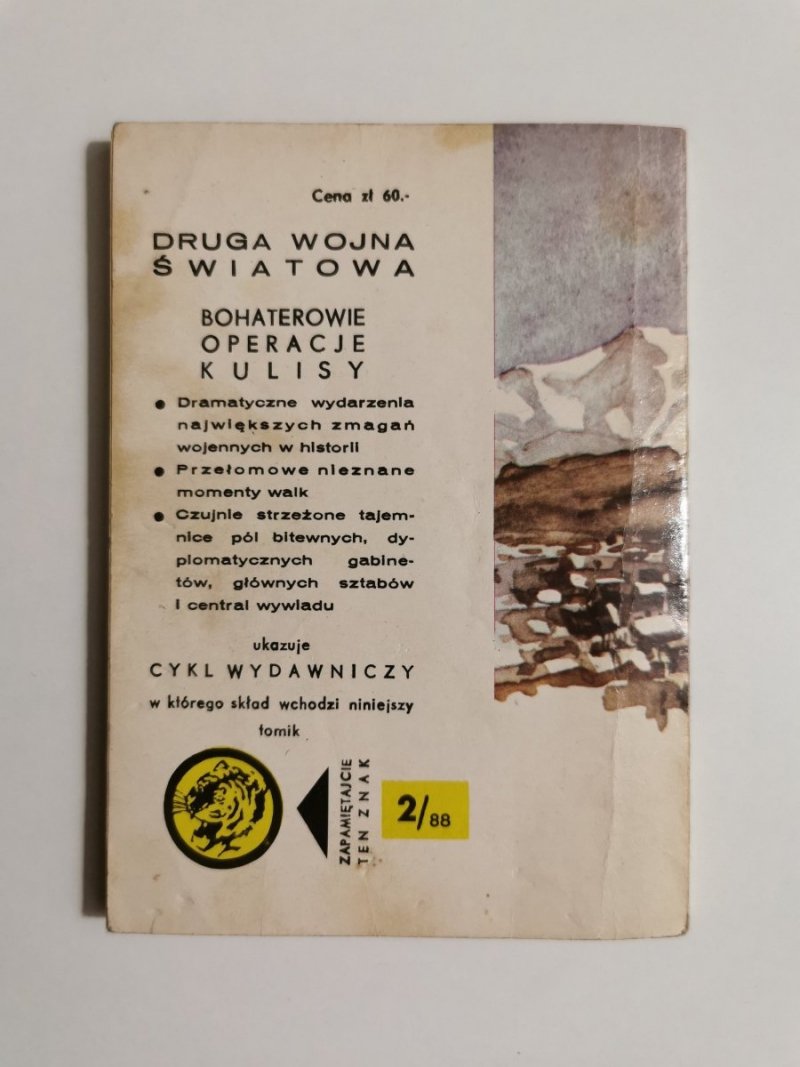 Cena zł 60.-
DRUGA WOJNA
ŚWIATOWA
BOHATEROWIE
OPERACJE
KULISY
● Dramatyczne wydarzenia
największych zmagań
wojennych w historii
● Przełomowe nieznane
momenty walk
● Czujnie strzeżone tajem-
nice pól bitewnych, dy-
plomatycznych gabine-
tów, głównych sztabów
i central wywiadu
ukazuje
CYKL WYDAWNICZY
w którego skład wchodzi niniejszy
tomik
ZAPAMIĘTAJCIE
TEN ZNAK
2/88